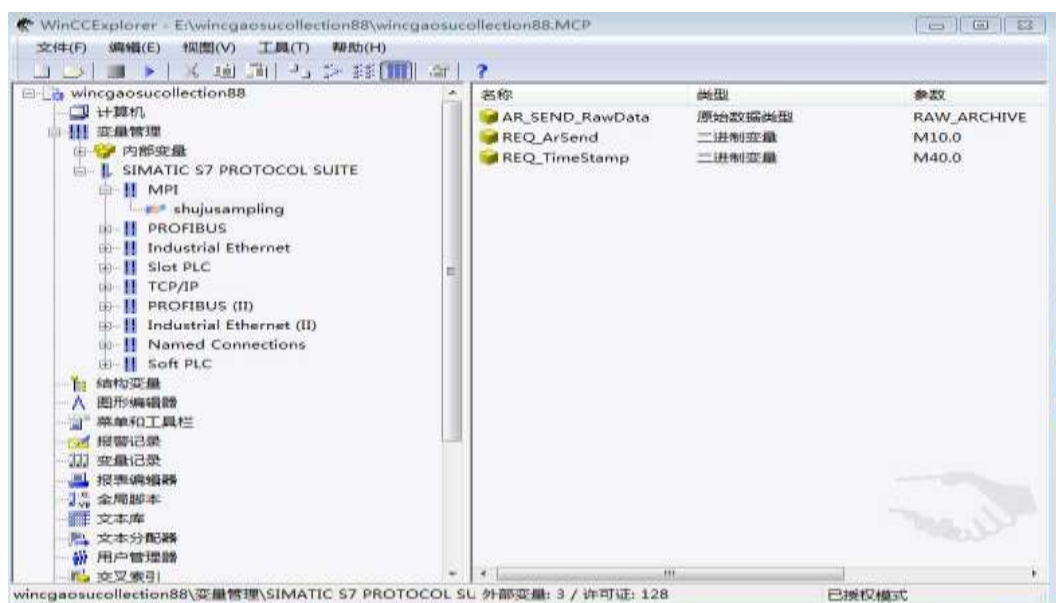 WinCCExplorer - E:\wincgaosucollection88\wincgaosucollection88.MCP
文件(F) 编辑(E) 视图(V) 工具(T) 帮助(H)
wincgaosucollection88
计算机
变量管理
内部变量
SIMATIC S7 PROTOCOL SUITE
MPI
shujusampling
PROFIBUS
Industrial Ethernet
Slot PLC
TCP/IP
PROFIBUS (II)
Industrial Ethernet (II)
Named Connections
Soft PLC
结构变量
图形编辑器
菜单和工具栏
报警记录
变量记录
报表编辑器
全局脚本
文本库
文本分配器
用户管理器
交叉索引
名称 类型 参数
AR_SEND_RawData 原始数据类型 RAW_ARCHIVE
REQ_ArSend 二进制变量 M10.0
REQ_TimeStamp 二进制变量 M40.0
wincgaosucollection88\变量管理\SIMATIC S7 PROTOCOL SU 外部变量: 3 / 许可证: 128 已授权模式